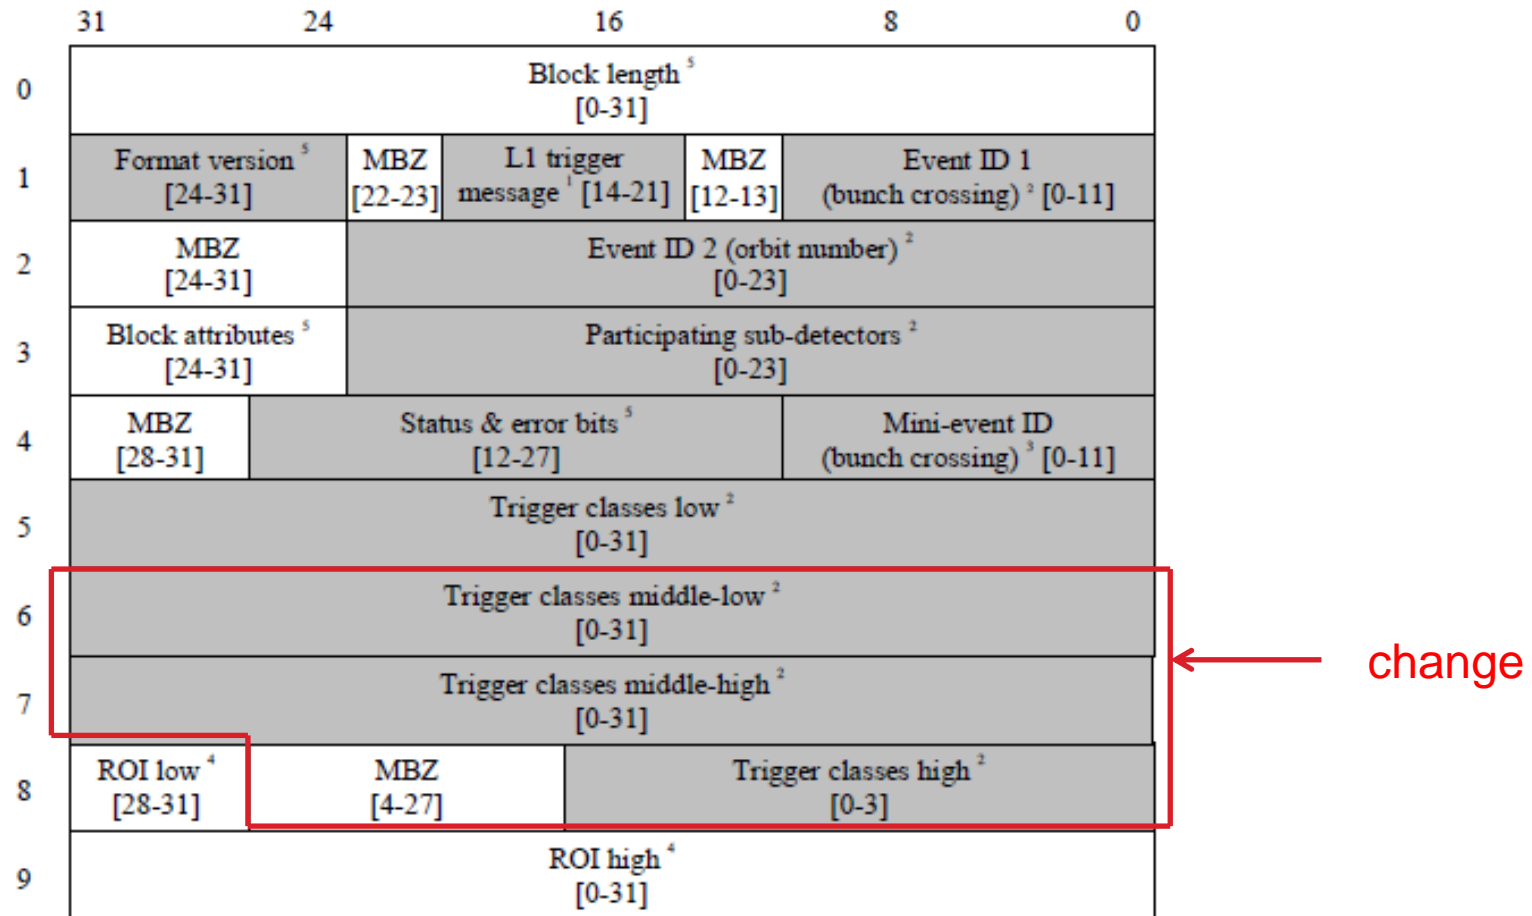 31 24 16 8 0
0 Block length ⁵
[0-31]
1 Format version ⁵ MBZ L1 trigger MBZ Event ID 1
[24-31] [22-23] message ¹ [14-21] [12-13] (bunch crossing) ² [0-11]
2 MBZ Event ID 2 (orbit number) ²
[24-31] [0-23]
3 Block attributes ⁵ Participating sub-detectors ²
[24-31] [0-23]
4 MBZ Status & error bits ⁵ Mini-event ID
[28-31] [12-27] (bunch crossing) ³ [0-11]
5 Trigger classes low ²
[0-31]
6 Trigger classes middle-low ²
[0-31]
change
7 Trigger classes middle-high ²
[0-31]
8 ROI low ⁴ MBZ Trigger classes high ²
[28-31] [4-27] [0-3]
9 ROI high ⁴
[0-31]